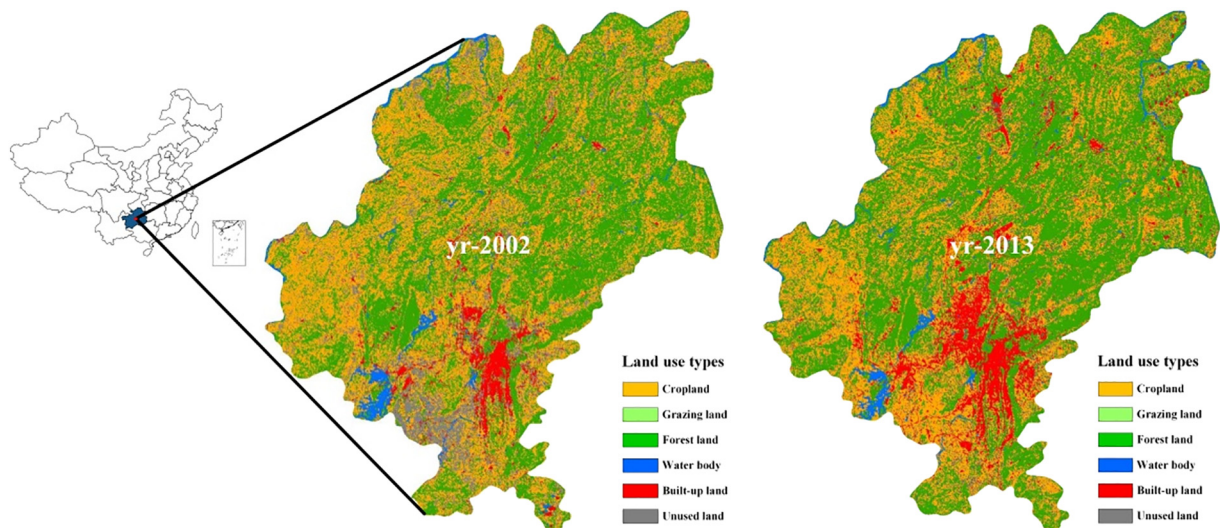 yr-2002
Land use types
Cropland
Grazing land
Forest land
Water body
Built-up land
Unused land
yr-2013
Land use types
Cropland
Grazing land
Forest land
Water body
Built-up land
Unused land